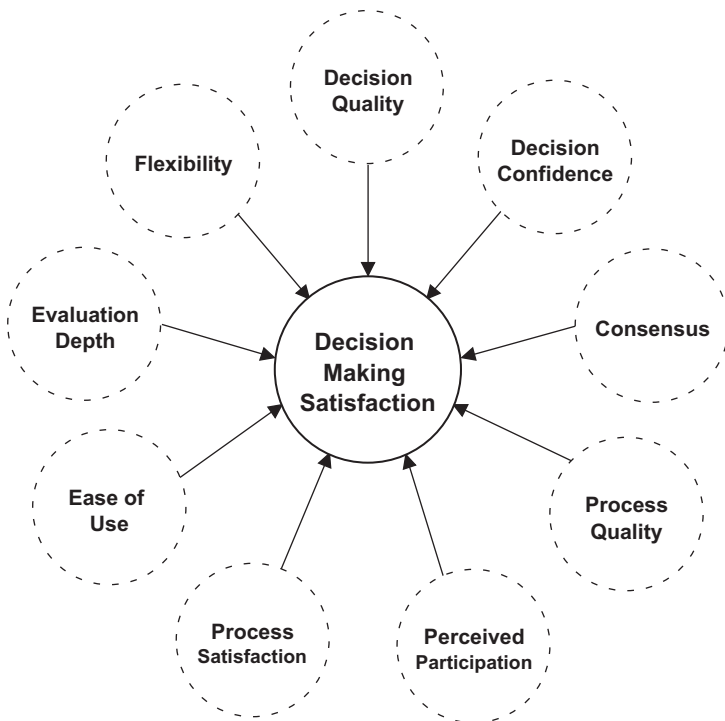 Decision
Quality
Decision
Confidence
Consensus
Process
Quality
Perceived
Participation
Process
Satisfaction
Ease of
Use
Evaluation
Depth
Flexibility
Decision
Making
Satisfaction